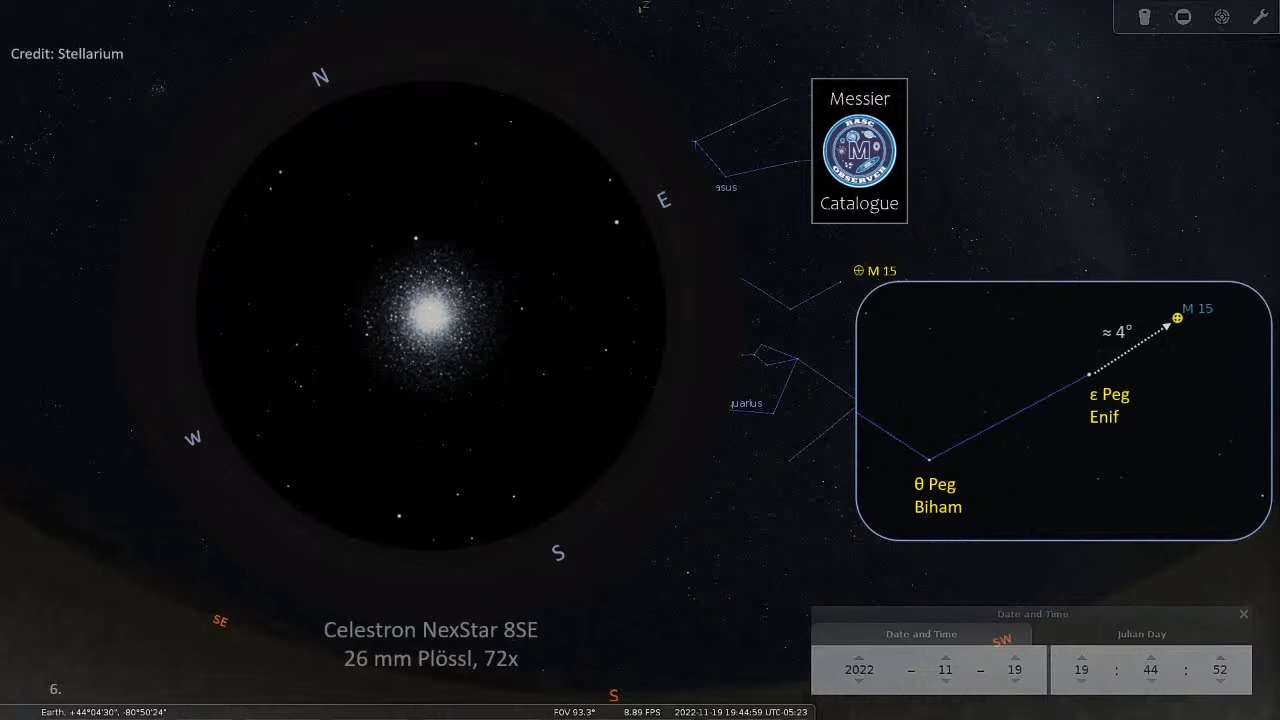 Z
Credit: Stellarium
N
Messier
RASC
M
OBSERVER
Catalogue
E
asus
M 15
M 15
≈ 4°
ε Peg
Enif
uarius
W
θ Peg
Biham
S
SE
Celestron NexStar 8SE
26 mm Plössl, 72x
Date and Time
Date and Time
Julian Day
SW
2022 – 11 – 19
19 : 44 : 52
6.
S
Earth, +44°04'30", -80°50'24"
FOV 93.3°
8.89 FPS
2022-11-19 19:44:59 UTC-05:23